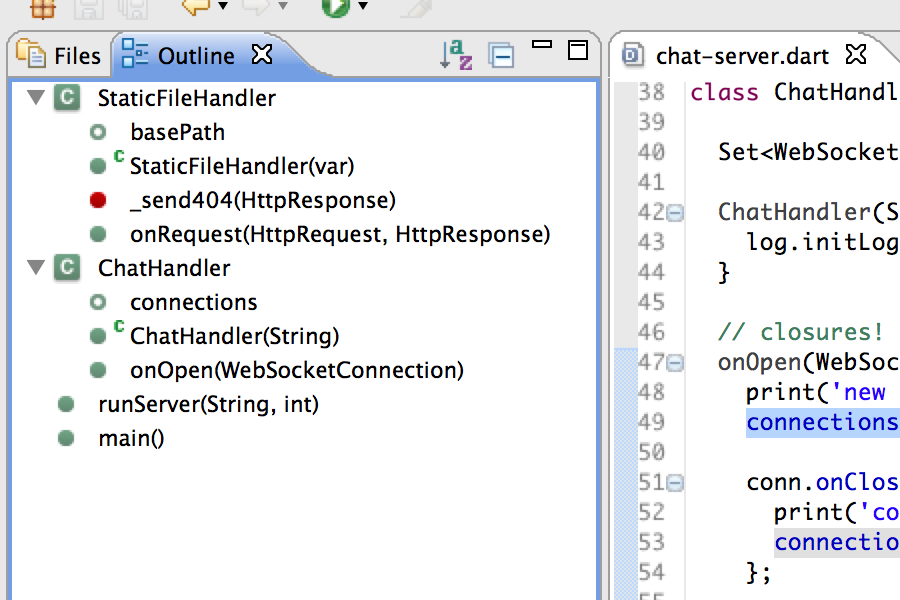 Files
Outline
a
z
chat-server.dart
C StaticFileHandler
basePath
C StaticFileHandler(var)
_send404(HttpResponse)
onRequest(HttpRequest, HttpResponse)
C ChatHandler
connections
C ChatHandler(String)
onOpen(WebSocketConnection)
runServer(String, int)
main()
D
38 class ChatHandl
39
40 Set<WebSocket
41
42 ChatHandler(S
43 log.initLog
44 }
45
46 // closures!
47 onOpen(WebSoc
48 print('new
49 connections
50
51 conn.onClos
52 print('co
53 connectio
54 };